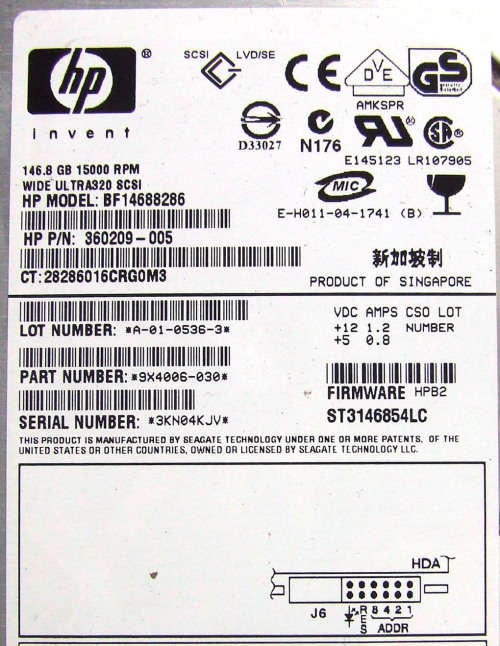 hp
®
invent
SCSI LVD/SE
CE
DVE
GS
AMKSPR
D33027
N176
E145123 LR107905
146.8 GB 15000 RPM
WIDE ULTRA320 SCSI
HP MODEL: BF14688286
MIC
E-H011-04-1741 (B)
HP P/N: 360209-005
新加坡制
CT: 28286016CRG0M3
PRODUCT OF SINGAPORE
VDC AMPS CSO LOT
+12 1.2 NUMBER
+5 0.8
LOT NUMBER: *A-01-0536-3*
PART NUMBER: *9X4006-030*
FIRMWARE HPB2
SERIAL NUMBER: *3KN04KJV*
ST3146854LC
THIS PRODUCT IS MANUFACTURED BY SEAGATE TECHNOLOGY UNDER ONE OR MORE PATENTS, OF THE
UNITED STATES OR OTHER COUNTRIES, OWNED OR LICENSED BY SEAGATE TECHNOLOGY LLC.
HDA
J6
RES
8 4 2 1
ADDR